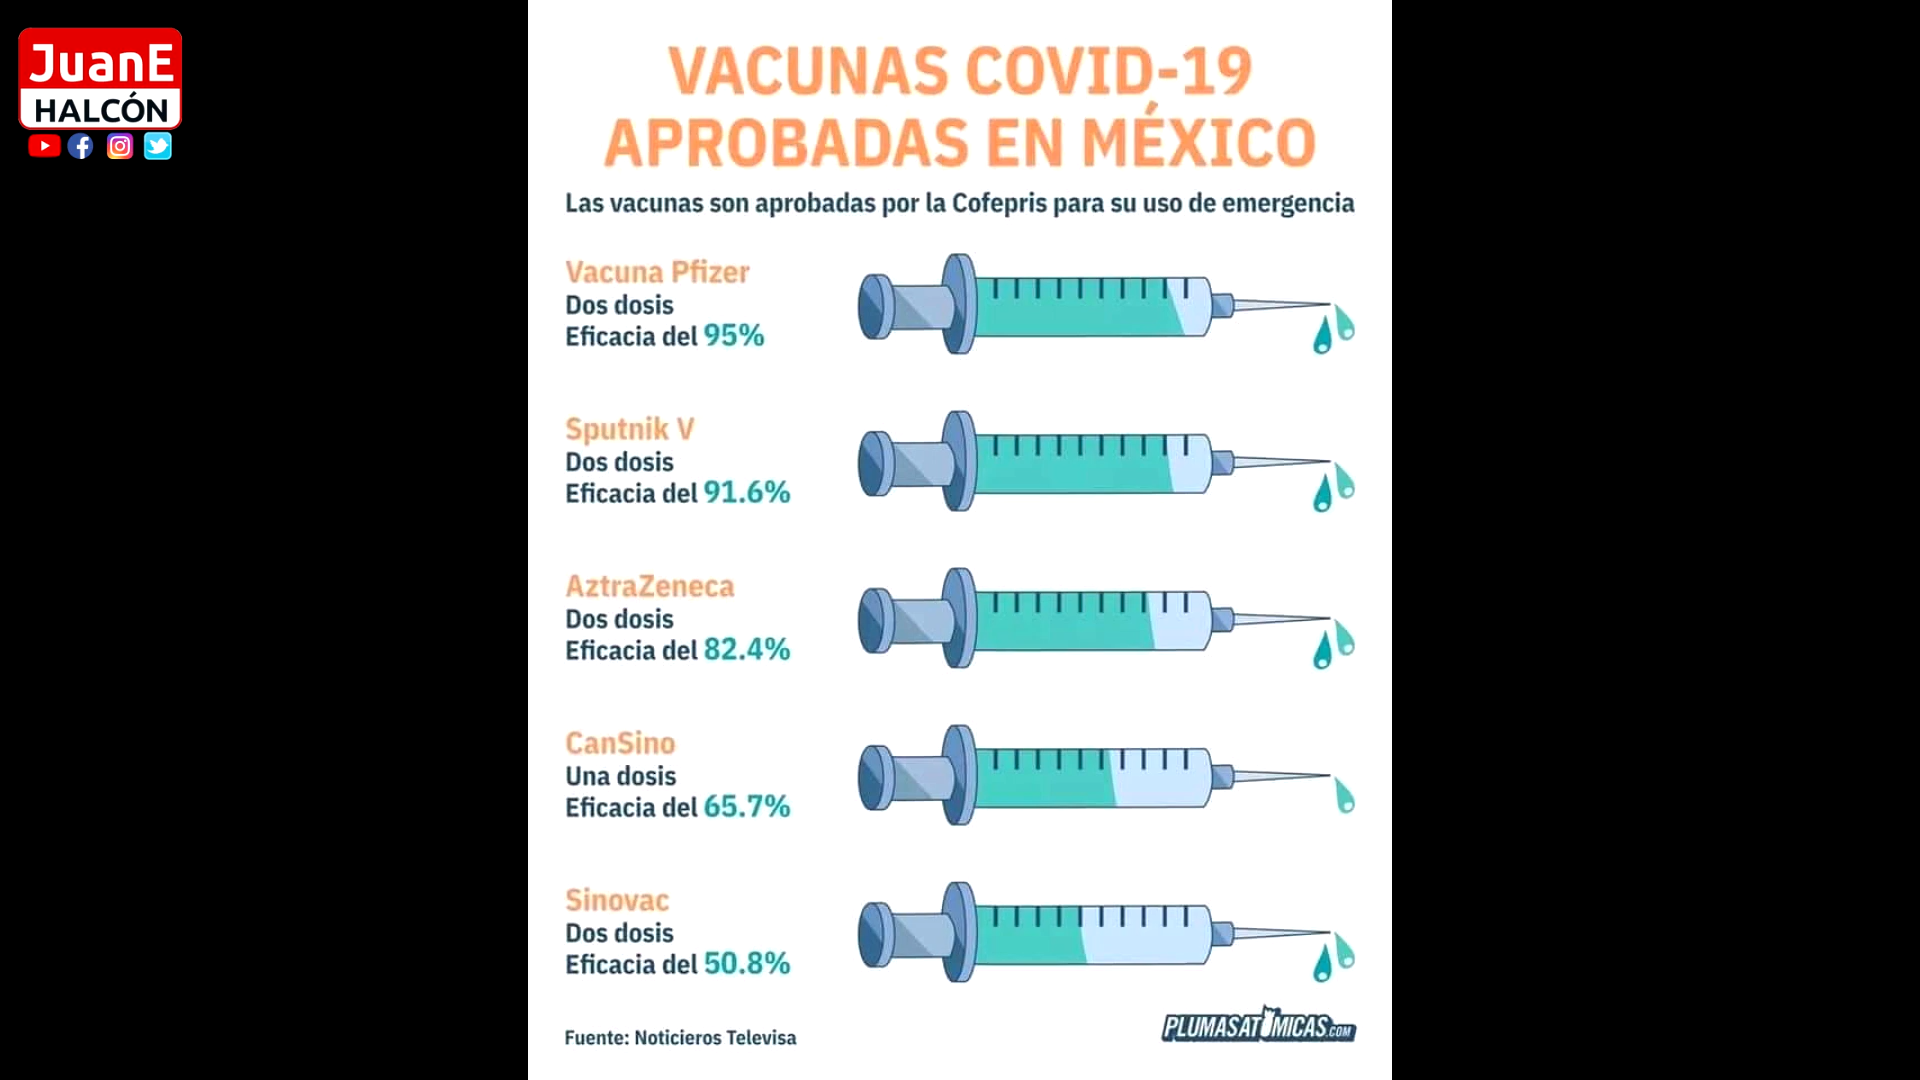 JuanE
HALCÓN
VACUNAS COVID-19
APROBADAS EN MÉXICO
Las vacunas son aprobadas por la Cofepris para su uso de emergencia
Vacuna Pfizer
Dos dosis
Eficacia del 95%
Sputnik V
Dos dosis
Eficacia del 91.6%
AztraZeneca
Dos dosis
Eficacia del 82.4%
CanSino
Una dosis
Eficacia del 65.7%
Sinovac
Dos dosis
Eficacia del 50.8%
Fuente: Noticieros Televisa
PLUMASATOMICAS.COM